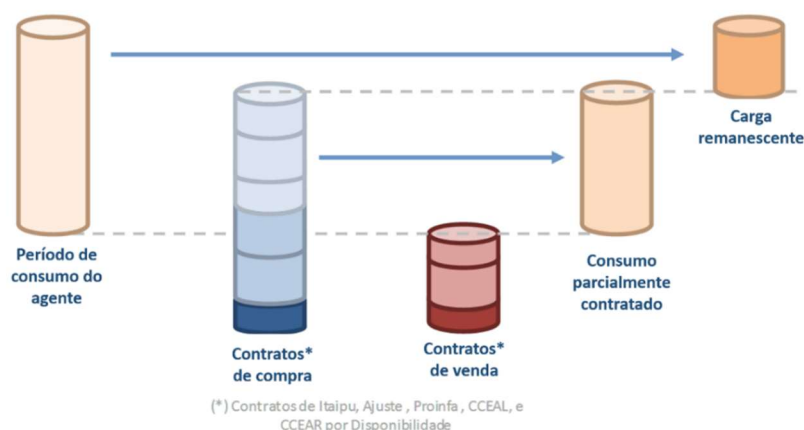 Carga
remanescente
Período de
consumo do
agente
Consumo
parcialmente
contratado
Contratos*
de compra
Contratos*
de venda
(*) Contratos de Itaipu, Ajuste , Proinfa , CCEAL, e
CCEAR por Disponibilidade